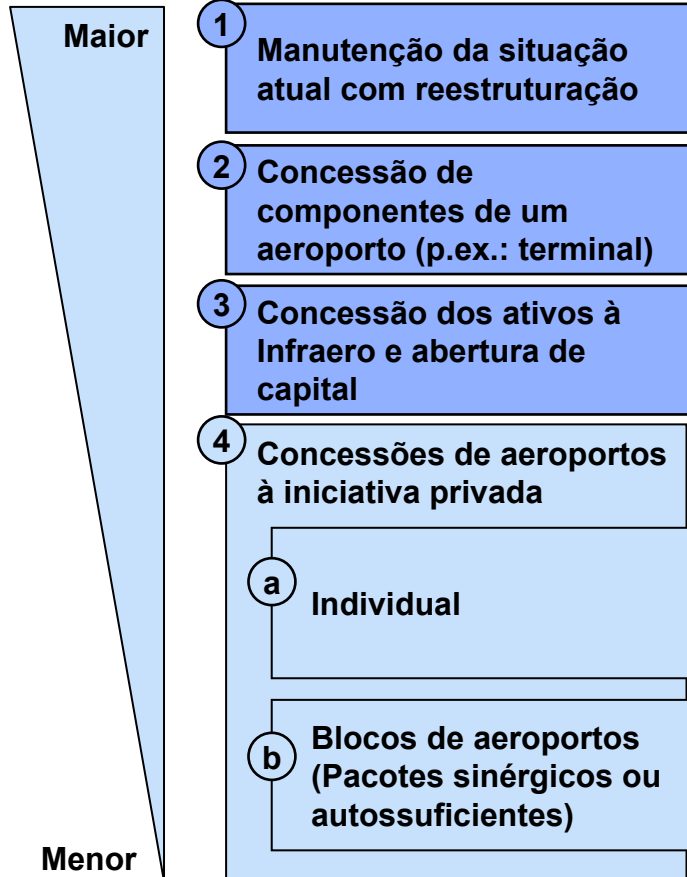 Maior
1
Manutenção da situação
atual com reestruturação
2
Concessão de
componentes de um
aeroporto (p.ex.: terminal)
3
Concessão dos ativos à
Infraero e abertura de
capital
4
Concessões de aeroportos
à iniciativa privada
a
Individual
b
Blocos de aeroportos
(Pacotes sinérgicos ou
autossuficientes)
Menor